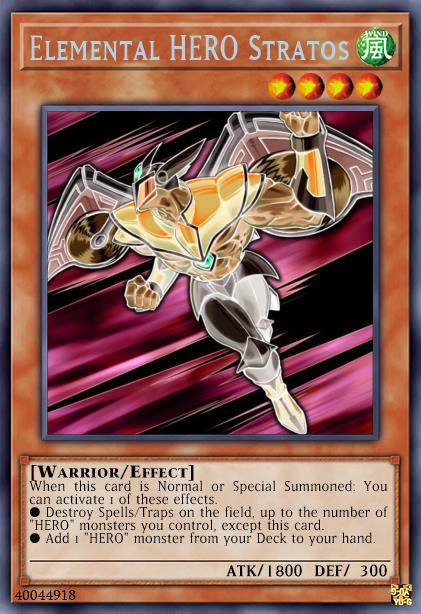 Elemental HERO Stratos
WIND
風
[Warrior/Effect]
When this card is Normal or Special Summoned: You
can activate 1 of these effects.
● Destroy Spells/Traps on the field, up to the number of
"HERO" monsters you control, except this card.
● Add 1 "HERO" monster from your Deck to your hand.
ATK/1800 DEF/ 300
40044918